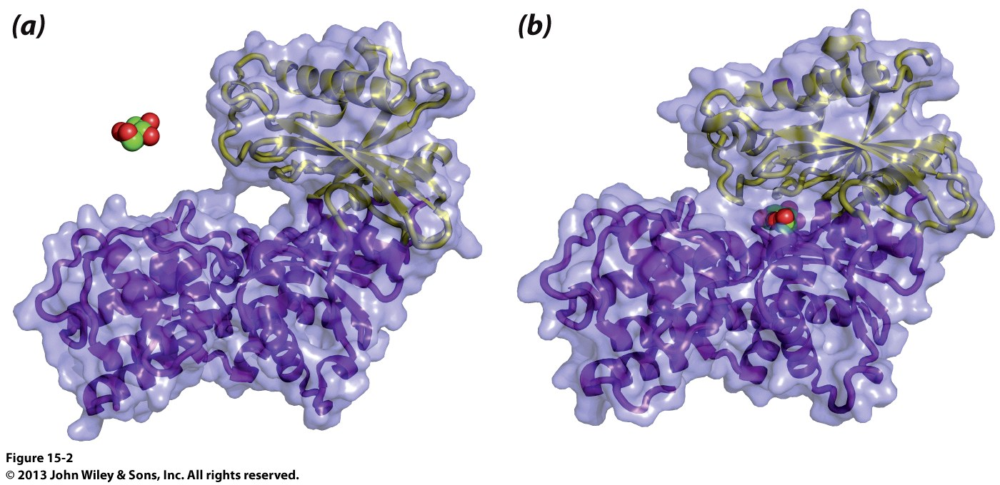 (a)
(b)
Figure 15-2
© 2013 John Wiley & Sons, Inc. All rights reserved.